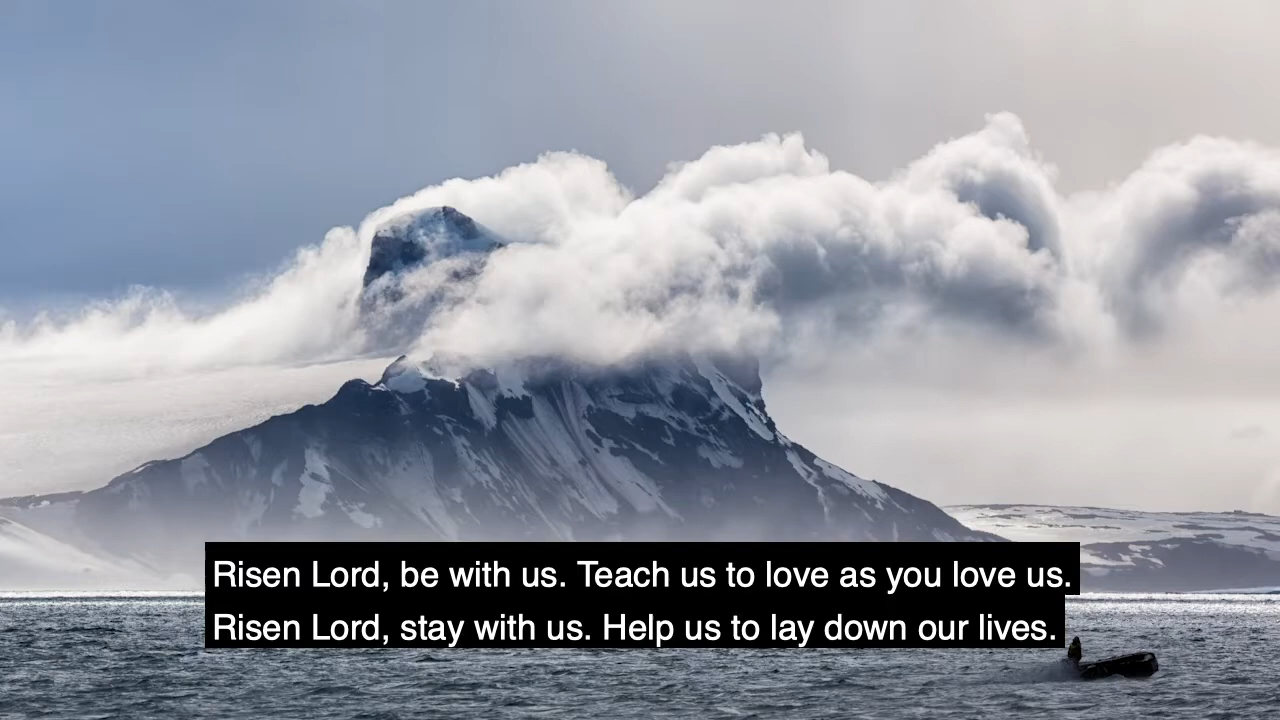 Risen Lord, be with us. Teach us to love as you love us.
Risen Lord, stay with us. Help us to lay down our lives.